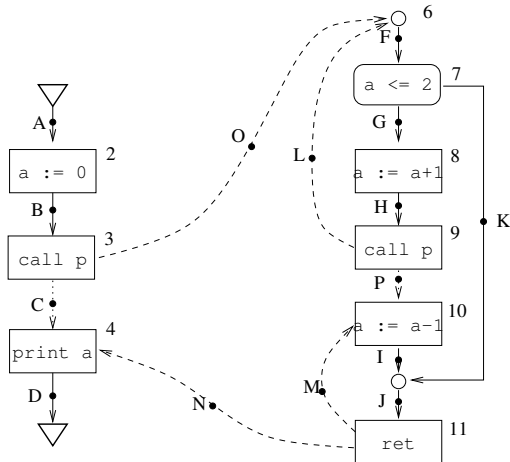 6
F
7
a <= 2
A
G
O
L
2
8
a := 0
a := a+1
B
H
K
3
9
call p
call p
C
P
4
10
print a
a := a-1
I
D
M
N
J
11
ret